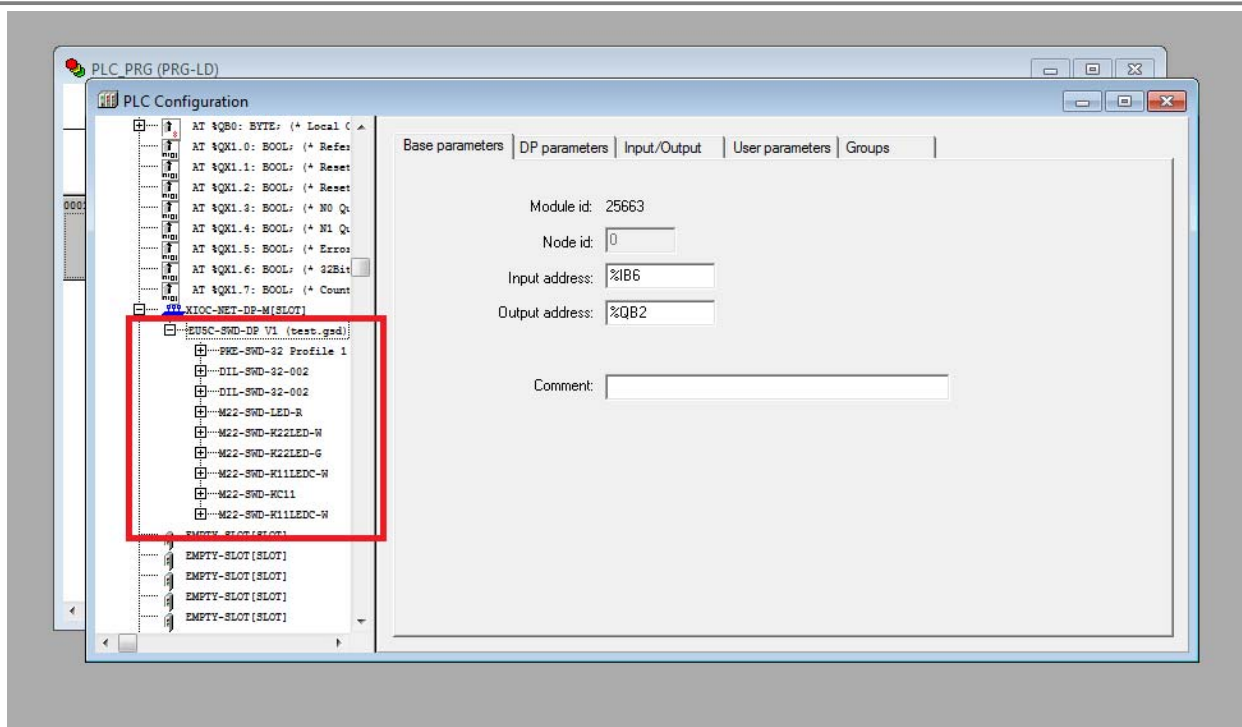 PLC_PRG (PRG-LD)
PLC Configuration
AT %QB0: BYTE; (* Local C
AT %QX1.0: BOOL; (* Refer
AT %QX1.1: BOOL; (* Reset
AT %QX1.2: BOOL; (* Reset
AT %QX1.3: BOOL; (* N0 Qu
AT %QX1.4: BOOL; (* N1 Qu
AT %QX1.5: BOOL; (* Error
AT %QX1.6: BOOL; (* 32Bit
AT %QX1.7: BOOL; (* Count
XIOC-NET-DP-M[SLOT]
EU5C-SWD-DP V1 (test.gsd)
PKE-SWD-32 Profile 1
DIL-SWD-32-002
DIL-SWD-32-002
M22-SWD-LED-R
M22-SWD-K22LED-W
M22-SWD-K22LED-G
M22-SWD-K11LEDC-W
M22-SWD-KC11
M22-SWD-K11LEDC-W
EMPTY-SLOT[SLOT]
EMPTY-SLOT[SLOT]
EMPTY-SLOT[SLOT]
EMPTY-SLOT[SLOT]
EMPTY-SLOT[SLOT]
Base parameters DP parameters Input/Output User parameters Groups
Module id: 25663
Node id: 0
Input address: %IB6
Output address: %QB2
Comment: